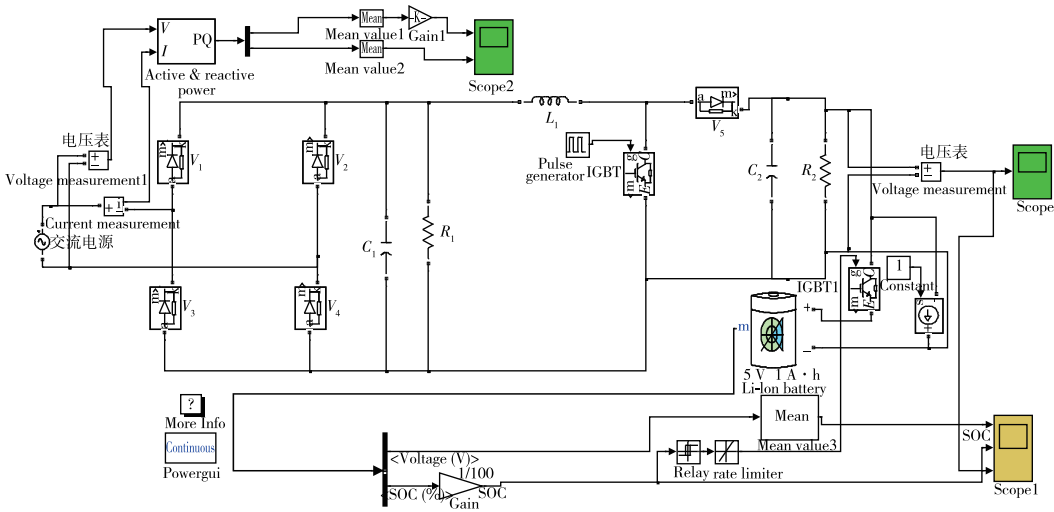 V
I
PQ
Active & reactive
power
Mean
Mean value1
-K-
Gain1
Mean
Mean value2
Scope2
电压表
+
−
Voltage measurement1
+
i
−
Current measurement
交流电源
m
a
k
V1
m
a
k
V2
m
a
k
V3
m
a
k
V4
C1
R1
L1
Pulse
generator
IGBT
g
m
C
E
a
m
k
V5
C2
R2
电压表
+
−
Voltage measurement
Scope
IGBT1
g
m
C
E
1
Constant
s
+
−
m
+
−
5 V 1 A·h
Li-Ion battery
?
More Info
Continuous
Powergui
Mean
Mean value3
<Voltage (V)>
<SOC (%)>
1/100
Gain
SOC
Relay
rate limiter
SOC
Scope1